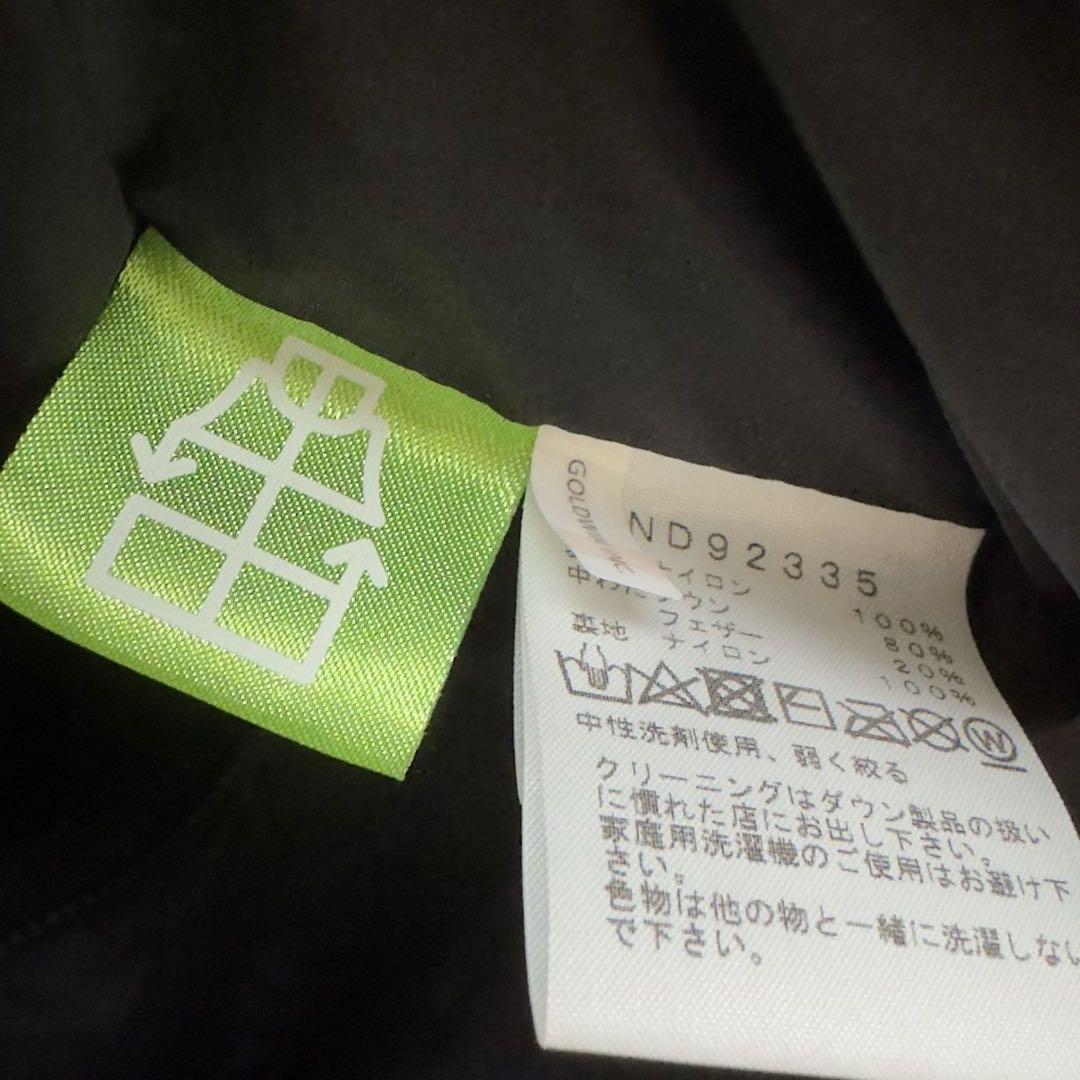 GOLDWIN INC.
ND92335
ナイロン 100%
中わた ダウン 80%
フェザー 20%
裏地 ナイロン 100%
W
中性洗剤使用、弱く絞る
クリーニングはダウン製品の扱い
に慣れた店にお出し下さい。
家庭用洗濯機のご使用はお避け下
さい。
色物は他の物と一緒に洗濯しない
で下さい。